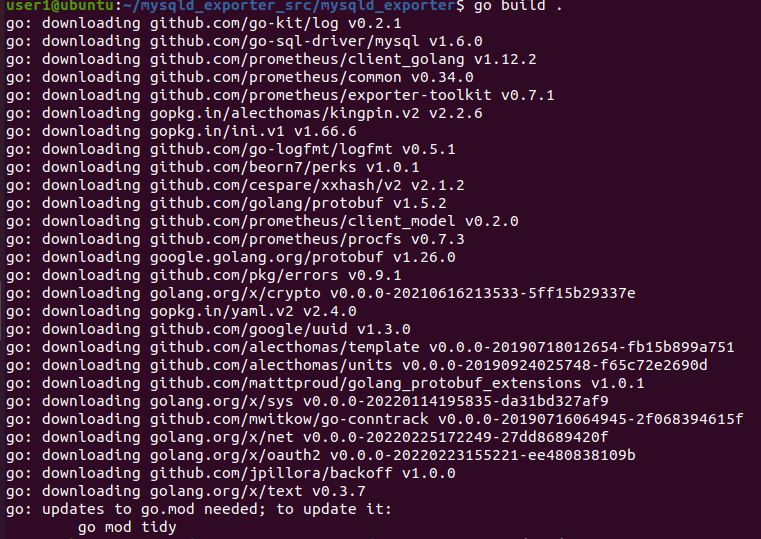 user1@ubuntu:~/mysqld_exporter_src/mysqld_exporter$ go build .
go: downloading github.com/go-kit/log v0.2.1
go: downloading github.com/go-sql-driver/mysql v1.6.0
go: downloading github.com/prometheus/client_golang v1.12.2
go: downloading github.com/prometheus/common v0.34.0
go: downloading github.com/prometheus/exporter-toolkit v0.7.1
go: downloading gopkg.in/alecthomas/kingpin.v2 v2.2.6
go: downloading gopkg.in/ini.v1 v1.66.6
go: downloading github.com/go-logfmt/logfmt v0.5.1
go: downloading github.com/beorn7/perks v1.0.1
go: downloading github.com/cespare/xxhash/v2 v2.1.2
go: downloading github.com/golang/protobuf v1.5.2
go: downloading github.com/prometheus/client_model v0.2.0
go: downloading github.com/prometheus/procfs v0.7.3
go: downloading google.golang.org/protobuf v1.26.0
go: downloading github.com/pkg/errors v0.9.1
go: downloading golang.org/x/crypto v0.0.0-20210616213533-5ff15b29337e
go: downloading gopkg.in/yaml.v2 v2.4.0
go: downloading github.com/google/uuid v1.3.0
go: downloading github.com/alecthomas/template v0.0.0-20190718012654-fb15b899a751
go: downloading github.com/alecthomas/units v0.0.0-20190924025748-f65c72e2690d
go: downloading github.com/matttproud/golang_protobuf_extensions v1.0.1
go: downloading golang.org/x/sys v0.0.0-20220114195835-da31bd327af9
go: downloading github.com/mwitkow/go-conntrack v0.0.0-20190716064945-2f068394615f
go: downloading golang.org/x/net v0.0.0-20220225172249-27dd8689420f
go: downloading golang.org/x/oauth2 v0.0.0-20220223155221-ee480838109b
go: downloading github.com/jpillora/backoff v1.0.0
go: downloading golang.org/x/text v0.3.7
go: updates to go.mod needed; to update it:
go mod tidy